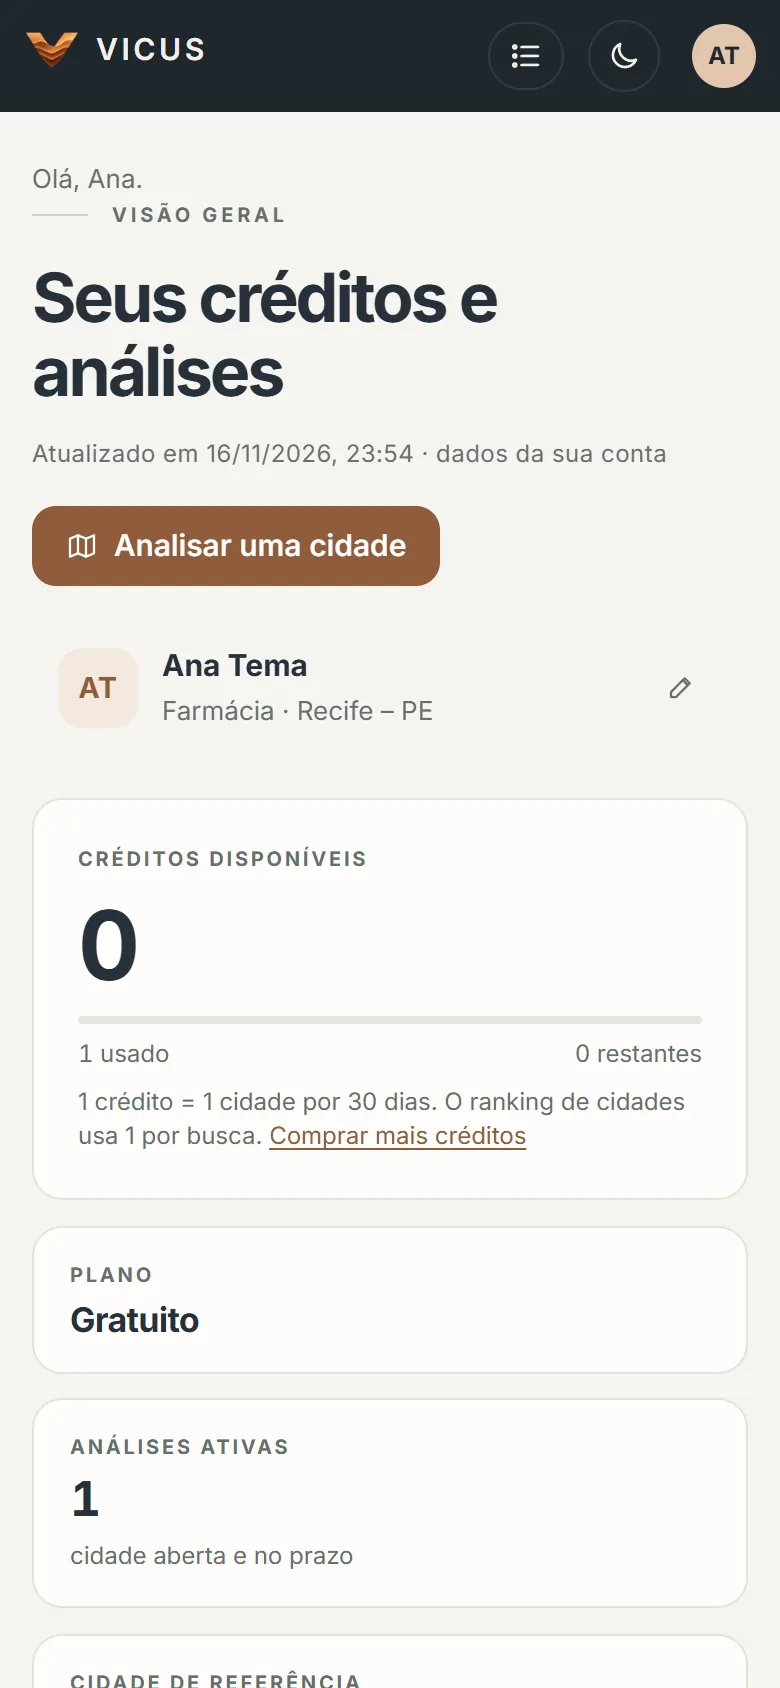 VICUS
AT
Olá, Ana.
VISÃO GERAL
Seus créditos e
análises
Atualizado em 16/11/2026, 23:54 · dados da sua conta
Analisar uma cidade
AT
Ana Tema
Farmácia · Recife – PE
CRÉDITOS DISPONÍVEIS
0
1 usado
0 restantes
1 crédito = 1 cidade por 30 dias. O ranking de cidades
usa 1 por busca. Comprar mais créditos
PLANO
Gratuito
ANÁLISES ATIVAS
1
cidade aberta e no prazo
CIDADE DE REFERÊNCIA